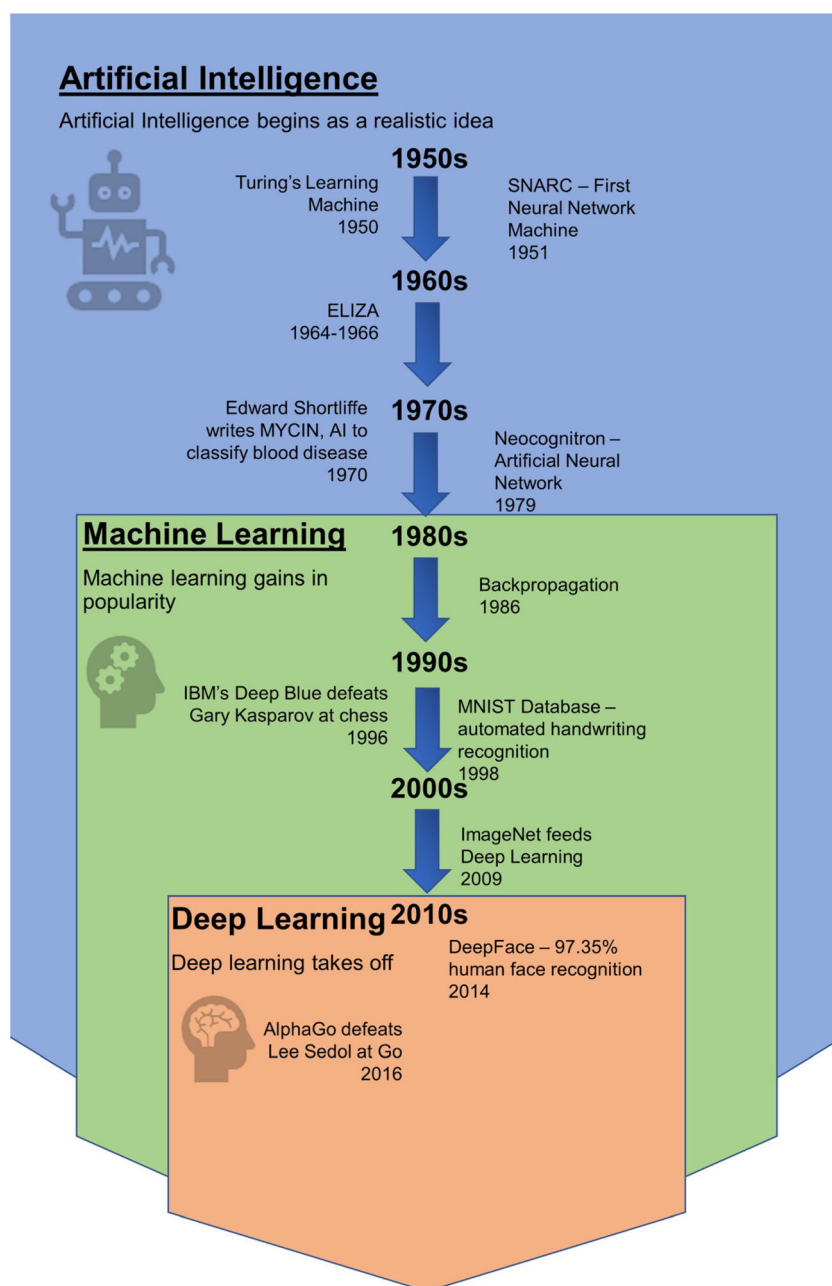 Artificial Intelligence
Artificial Intelligence begins as a realistic idea
1950s
Turing's Learning
Machine
1950
SNARC – First
Neural Network
Machine
1951
1960s
ELIZA
1964-1966
1970s
Edward Shortliffe
writes MYCIN, AI to
classify blood disease
1970
Neocognitron –
Artificial Neural
Network
1979
Machine Learning
1980s
Machine learning gains in
popularity
Backpropagation
1986
1990s
IBM's Deep Blue defeats
Gary Kasparov at chess
1996
MNIST Database –
automated handwriting
recognition
1998
2000s
ImageNet feeds
Deep Learning
2009
Deep Learning
2010s
Deep learning takes off
DeepFace – 97.35%
human face recognition
2014
AlphaGo defeats
Lee Sedol at Go
2016